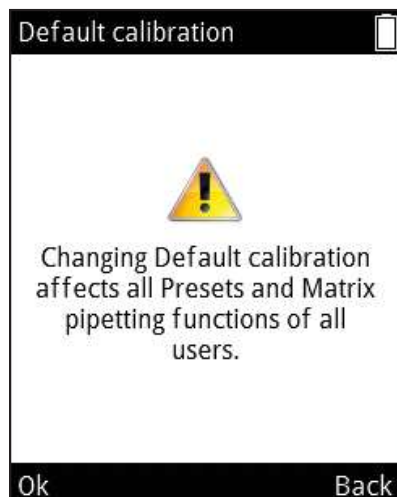 Default calibration
Changing Default calibration
affects all Presets and Matrix
pipetting functions of all
users.
Ok Back